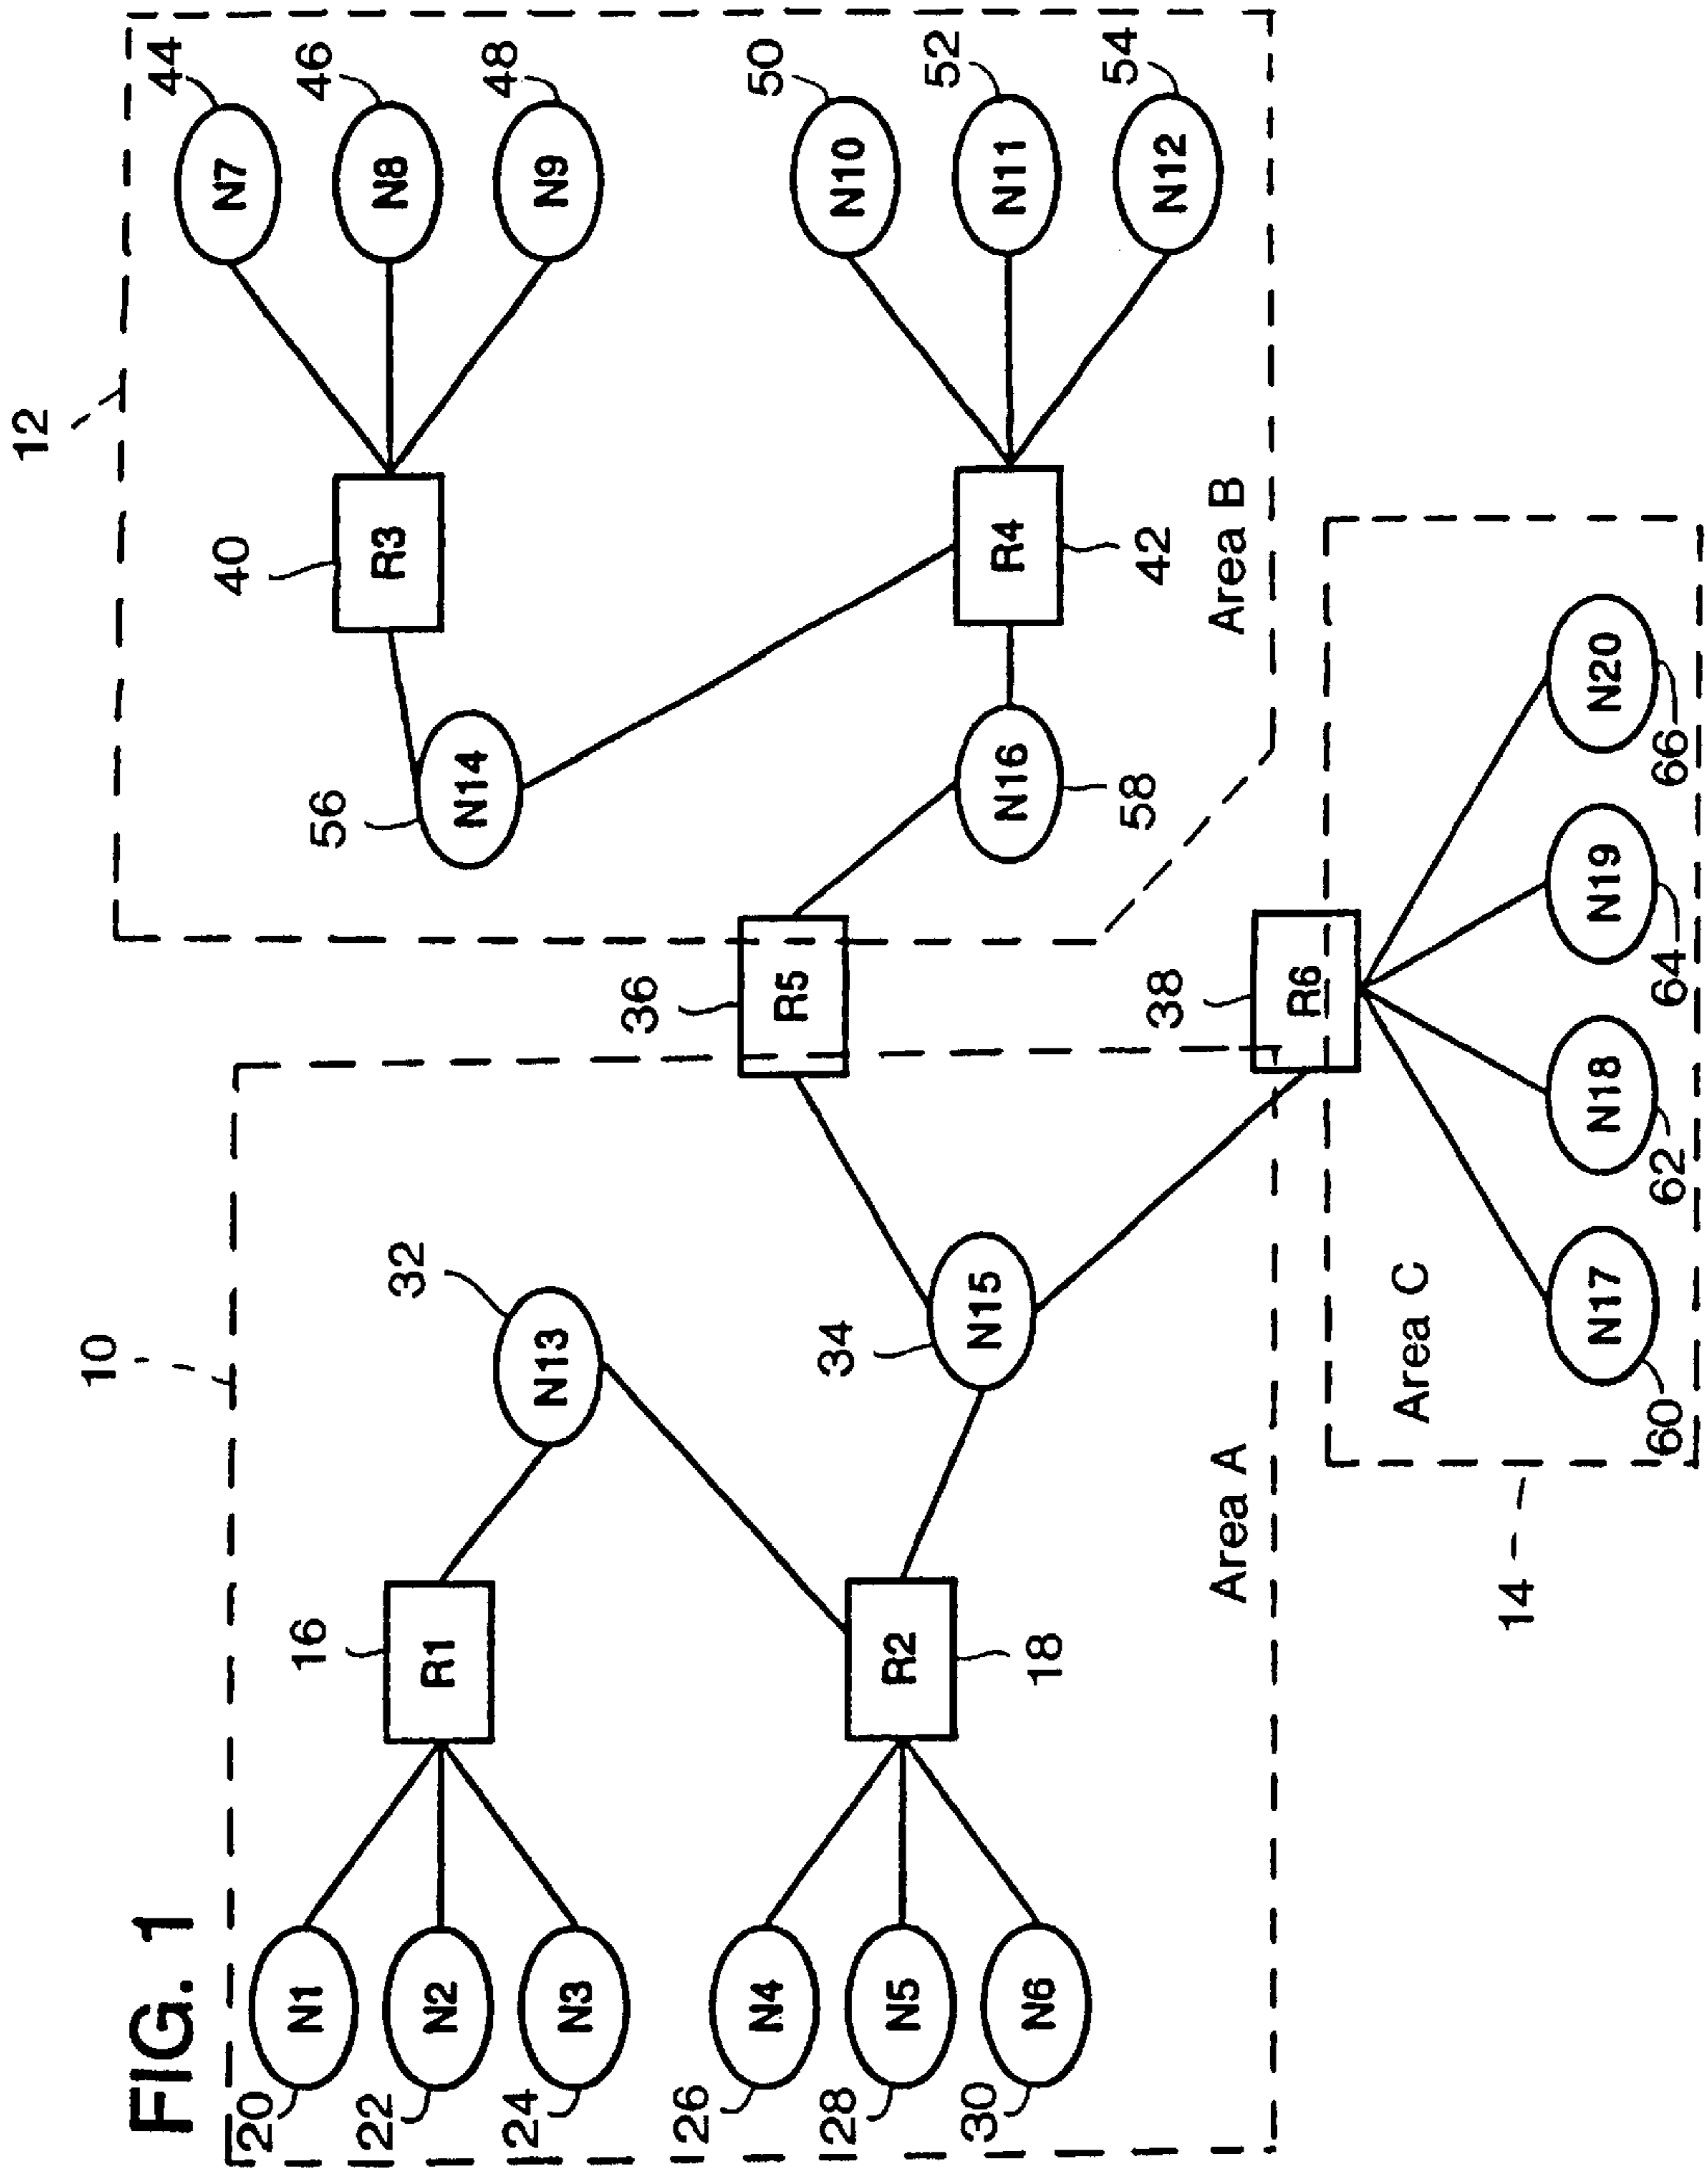 FIG. 1
10
12
20
N1
22
N2
24
N3
16
R1
32
N13
26
N4
28
N5
30
N6
R2
18
34
N15
36
R5
38
R6
56
N14
N16
58
40
R3
R4
42
44
N7
46
N8
48
N9
50
N10
52
N11
54
N12
Area A
Area B
14
Area C
60
N17
62
N18
64
N19
66
N20